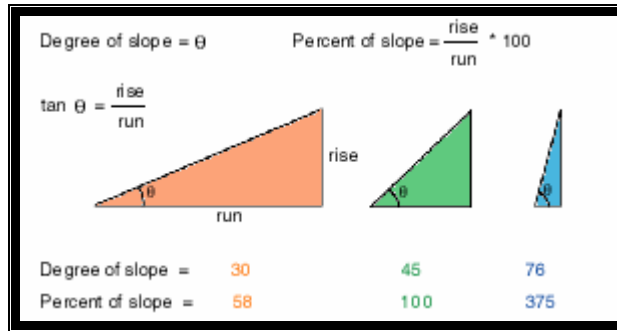 Degree of slope = θ
Percent of slope = rise / run * 100
tan θ = rise / run
rise
θ
θ
θ
run
Degree of slope = 30 45 76
Percent of slope = 58 100 375